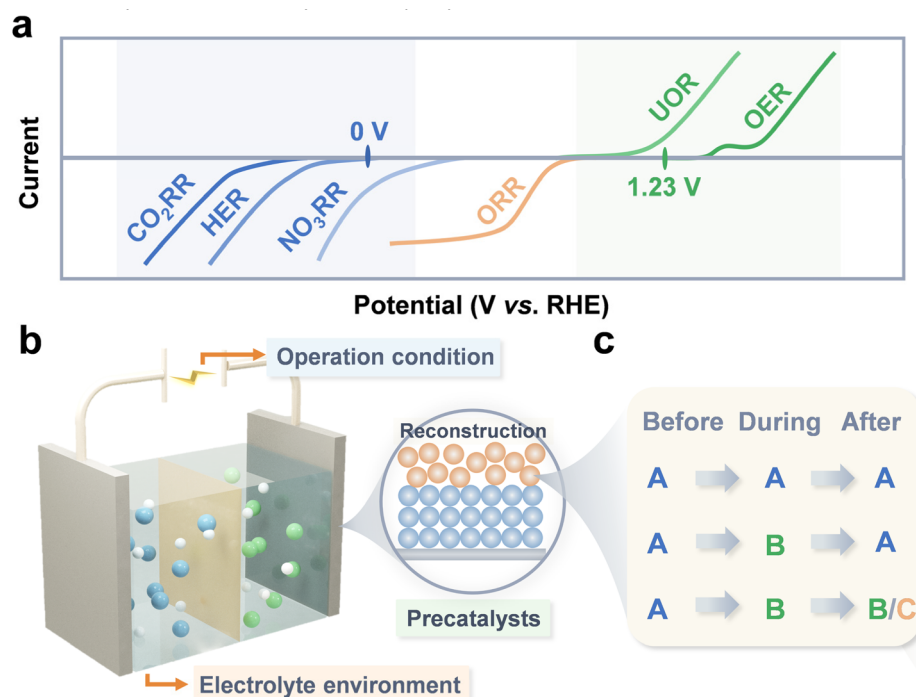 a
Current
0 V
1.23 V
CO₂RR
HER
NO₃RR
ORR
UOR
OER
Potential (V vs. RHE)
b
Operation condition
Reconstruction
Precatalysts
Electrolyte environment
c
Before During After
A A A
A B A
A B B/C